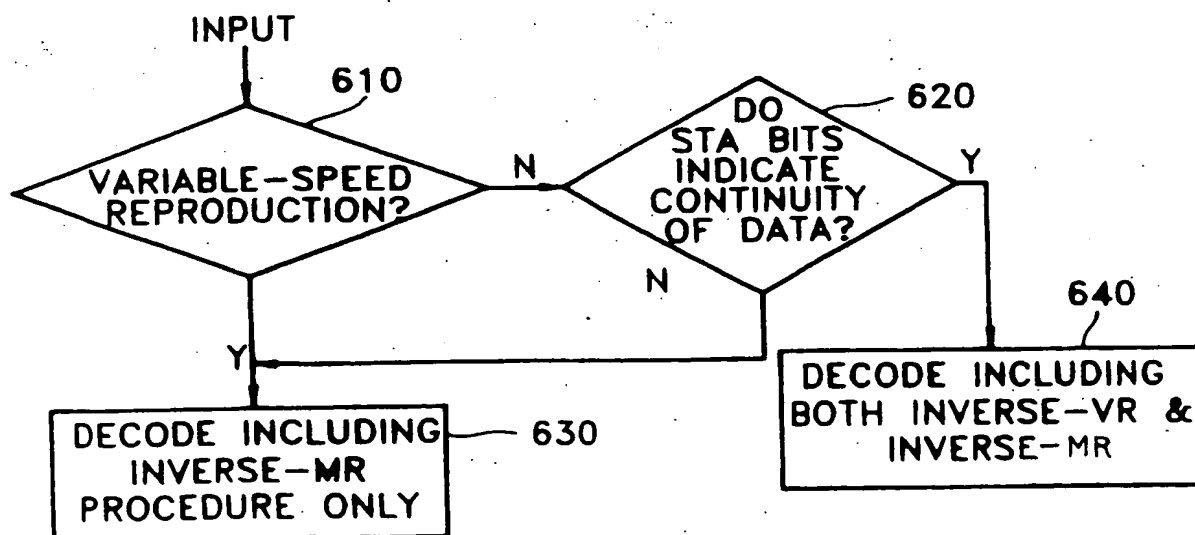 INPUT
610
VARIABLE-SPEED
REPRODUCTION?
N
Y
DO
STA BITS
INDICATE
CONTINUITY
OF DATA?
620
Y
N
640
DECODE INCLUDING
BOTH INVERSE-VR &
INVERSE-MR
DECODE INCLUDING
INVERSE-MR
PROCEDURE ONLY
630